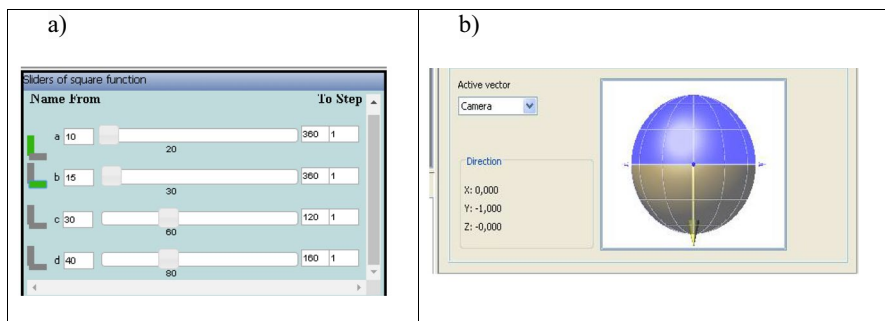 a)
b)
Sliders of square function
Name From To Step
a 10 360 1
20
b 15 360 1
30
c 30 120 1
60
d 40 160 1
80
Active vector
Camera
Direction
X: 0,000
Y: -1,000
Z: -0,000